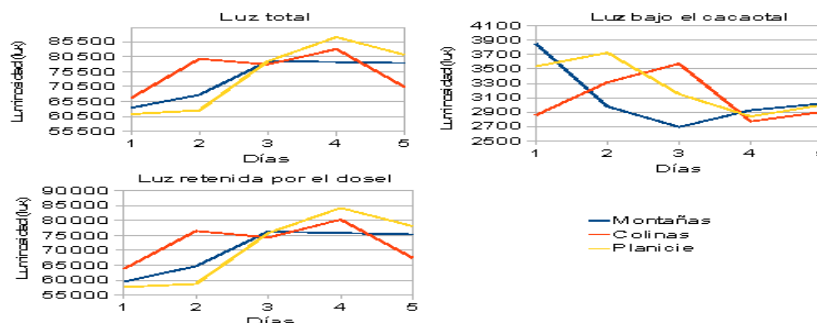 Luz total
Luminosidad(lux)
85500
80500
75500
70500
65500
60500
55500
1 2 3 4 5
Días
Luz bajo el cacaotal
Luminosidad(lux)
4100
3900
3700
3500
3300
3100
2900
2700
2500
1 2 3 4 5
Días
Luz retenida por el dosel
Luminosidad(lux)
90000
85000
80000
75000
70000
65000
60000
55000
1 2 3 4 5
Días
Montañas
Colinas
Planicie